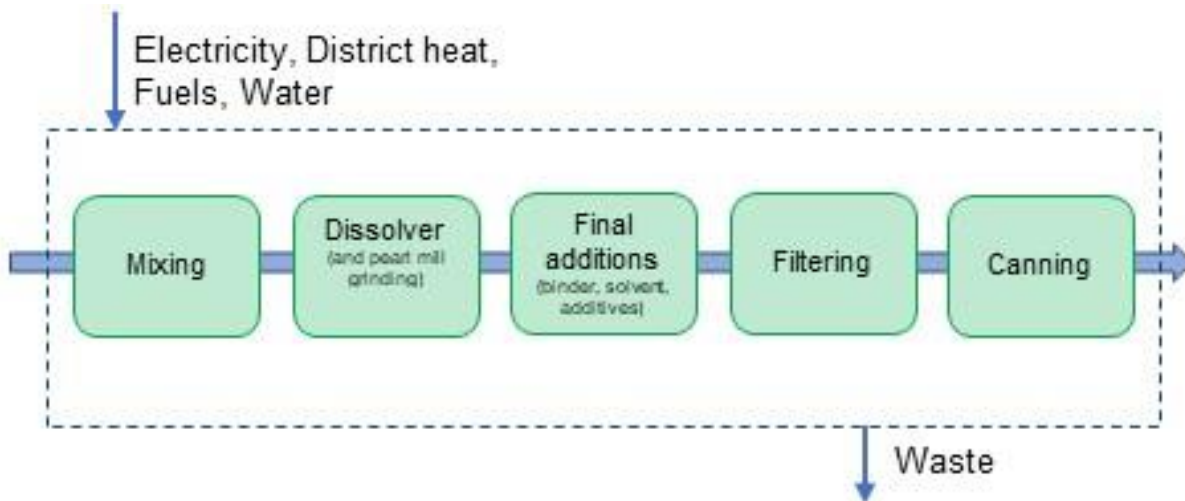 Electricity, District heat,
Fuels, Water
Mixing
Dissolver
(and pearl mill
grinding)
Final
additions
(binder, solvent,
additives)
Filtering
Canning
Waste